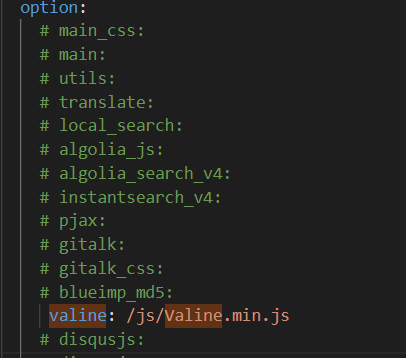 option:
# main_css:
# main:
# utils:
# translate:
# local_search:
# algolia_js:
# algolia_search_v4:
# instantsearch_v4:
# pjax:
# gitalk:
# gitalk_css:
# blueimp_md5:
valine: /js/Valine.min.js
# disqusjs: